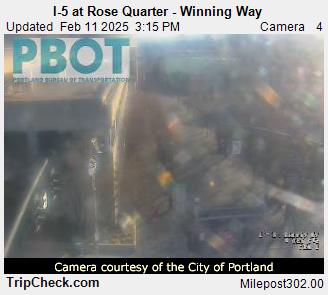 I-5 at Rose Quarter - Winning Way
Updated Feb 11 2025 3:15 PM Camera 4
PBOT
PORTLAND BUREAU OF TRANSPORTATION
Camera courtesy of the City of Portland
TripCheck.com Milepost302.00